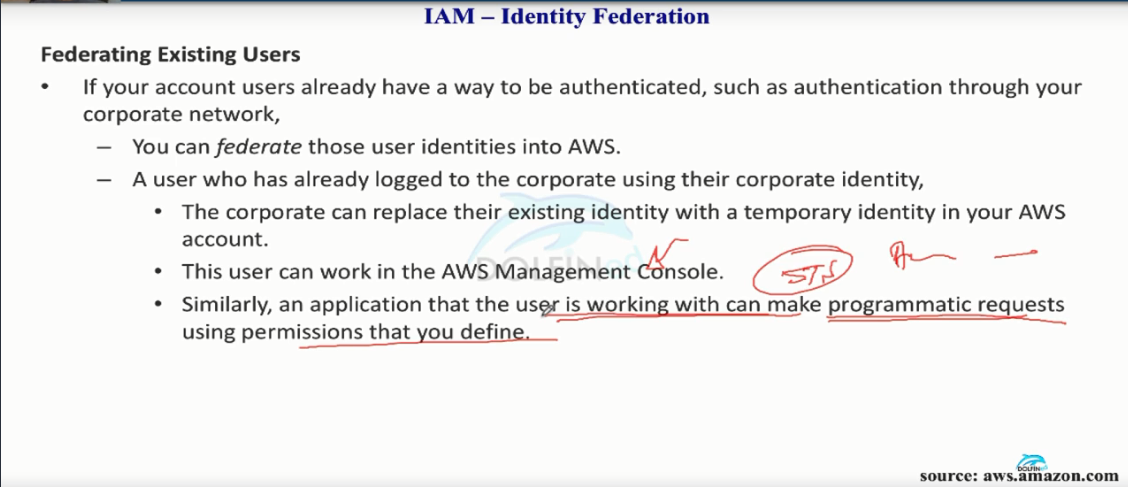 IAM – Identity Federation
Federating Existing Users
• If your account users already have a way to be authenticated, such as authentication through your
corporate network,
– You can federate those user identities into AWS.
– A user who has already logged to the corporate using their corporate identity,
• The corporate can replace their existing identity with a temporary identity in your AWS
account.
• This user can work in the AWS Management Console.
STS
• Similarly, an application that the user is working with can make programmatic requests
using permissions that you define.
DOLFINed
DOLFIN
source: aws.amazon.com